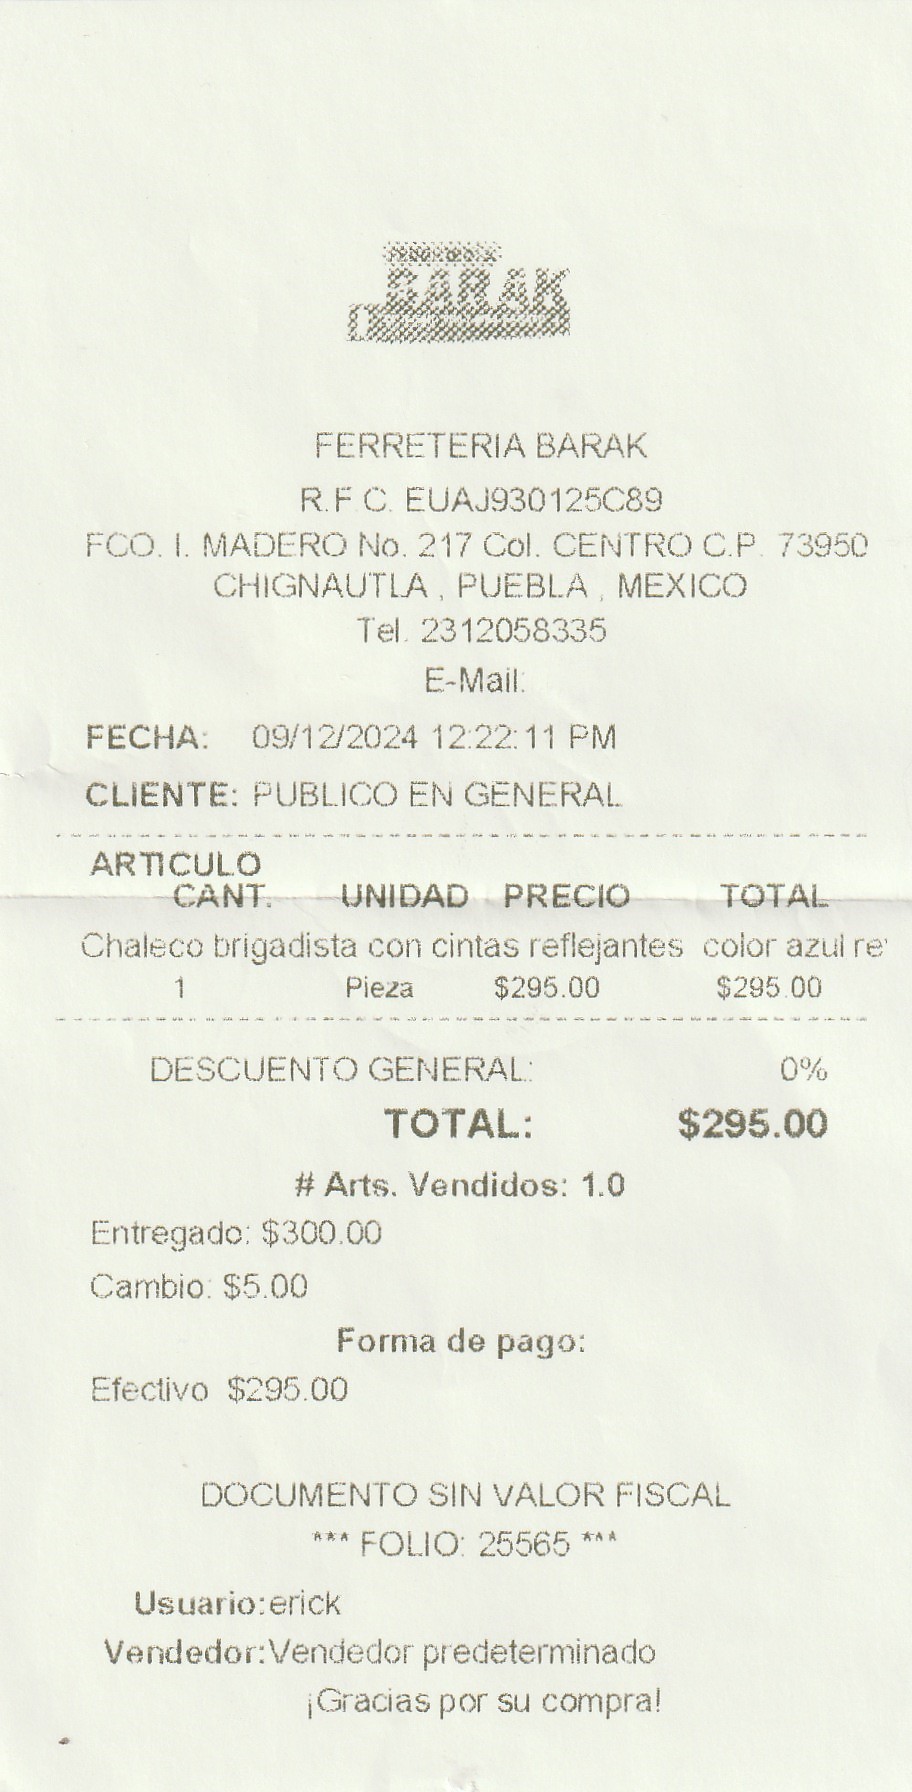 BARAK
FERRETERIA BARAK
R.F.C. EUAJ930125C89
FCO. I. MADERO No. 217 Col. CENTRO C.P. 73950
CHIGNAUTLA , PUEBLA , MEXICO
Tel. 2312058335
E-Mail:
FECHA: 09/12/2024 12:22:11 PM
CLIENTE: PUBLICO EN GENERAL
ARTICULO
CANT. UNIDAD PRECIO TOTAL
Chaleco brigadista con cintas reflejantes color azul re
1 Pieza $295.00 $295.00
DESCUENTO GENERAL: 0%
TOTAL: $295.00
# Arts. Vendidos: 1.0
Entregado: $300.00
Cambio: $5.00
Forma de pago:
Efectivo $295.00
DOCUMENTO SIN VALOR FISCAL
*** FOLIO: 25565 ***
Usuario:erick
Vendedor:Vendedor predeterminado
¡Gracias por su compra!